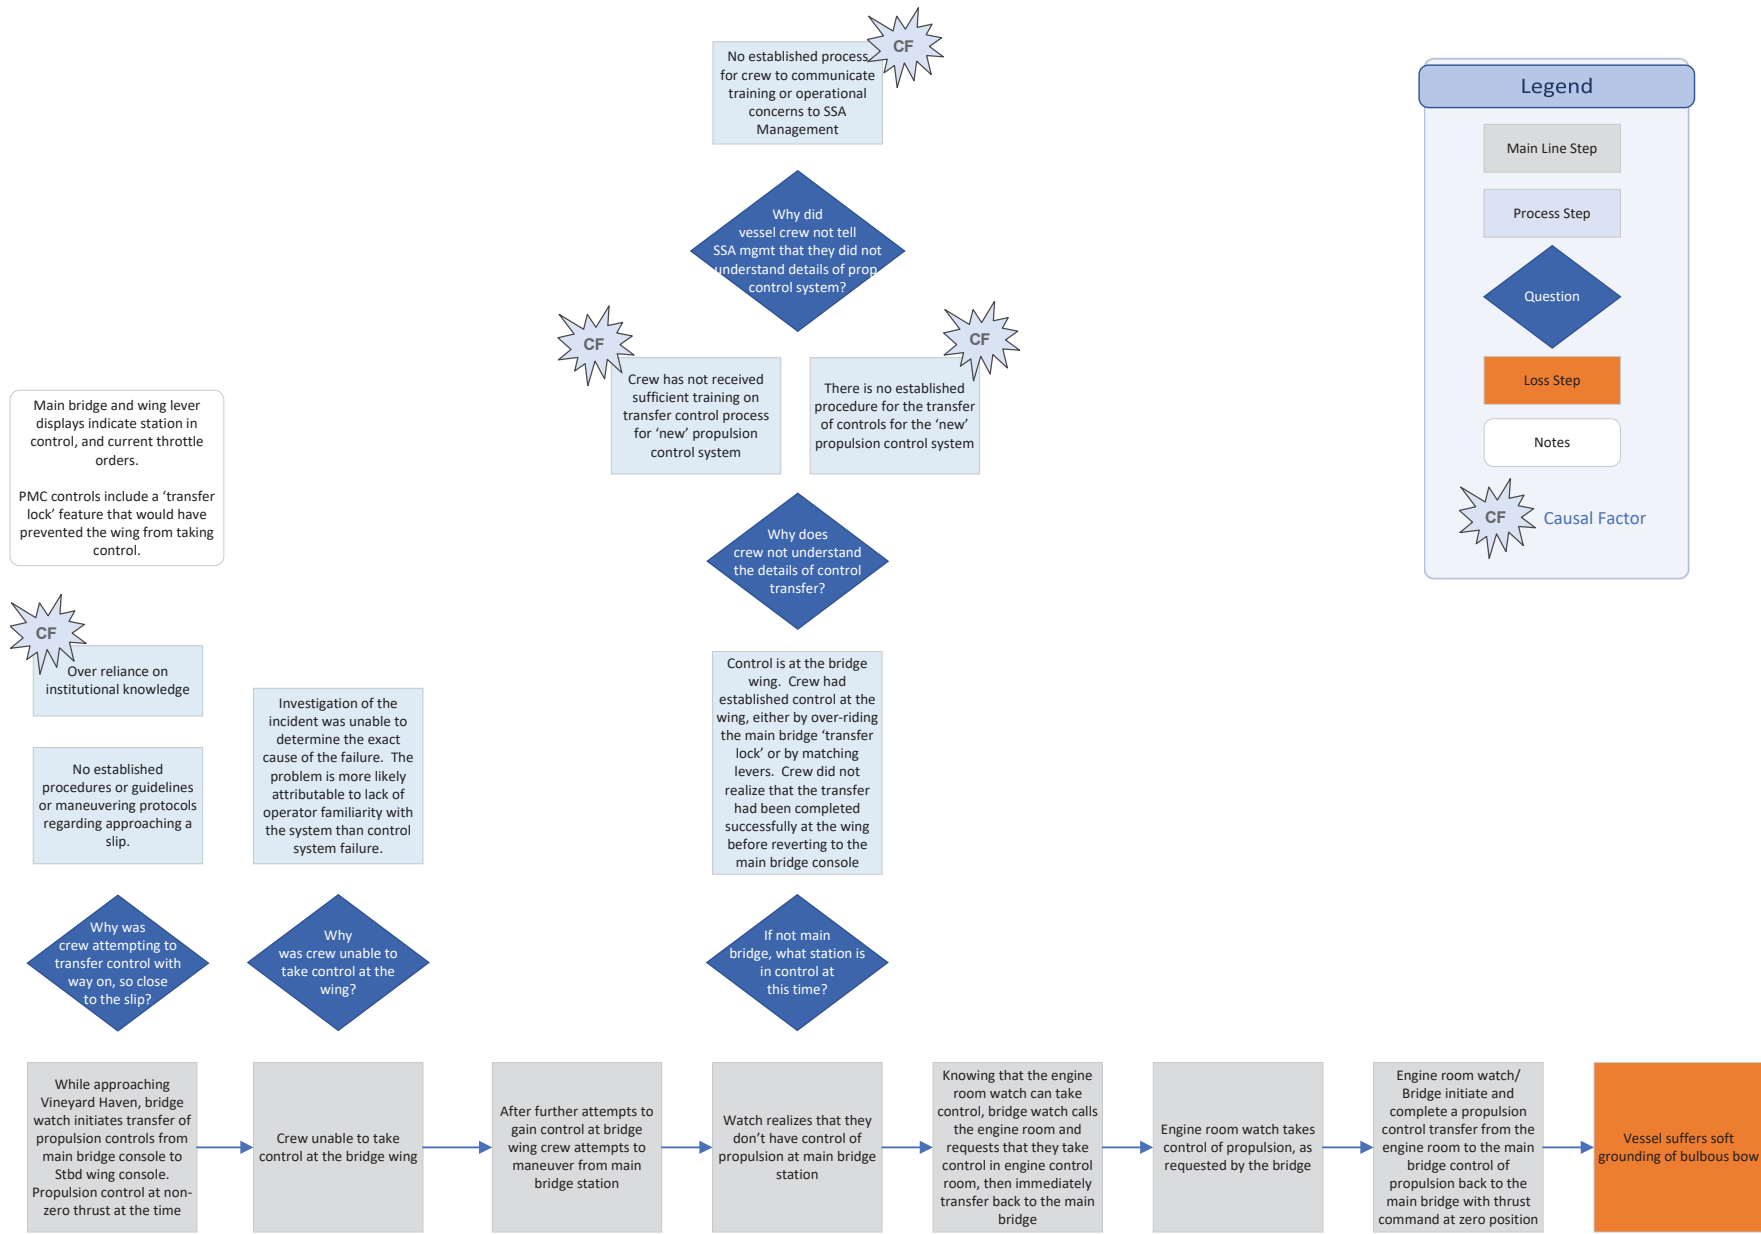 CF
No established process
for crew to communicate
training or operational
concerns to SSA
Management
Legend
Main Line Step
Process Step
Question
Loss Step
Notes
CF
Causal Factor
Why did
vessel crew not tell
SSA mgmt that they did not
understand details of prop
control system?
CF
CF
Crew has not received
sufficient training on
transfer control process
for ‘new’ propulsion
control system
There is no established
procedure for the transfer
of controls for the ‘new’
propulsion control system
Main bridge and wing lever
displays indicate station in
control, and current throttle
orders.
PMC controls include a ‘transfer
lock’ feature that would have
prevented the wing from taking
control.
Why does
crew not understand
the details of control
transfer?
CF
Over reliance on
institutional knowledge
No established
procedures or guidelines
or maneuvering protocols
regarding approaching a
slip.
Investigation of the
incident was unable to
determine the exact
cause of the failure. The
problem is more likely
attributable to lack of
operator familiarity with
the system than control
system failure.
Control is at the bridge
wing. Crew had
established control at the
wing, either by over-riding
the main bridge ‘transfer
lock’ or by matching
levers. Crew did not
realize that the transfer
had been completed
successfully at the wing
before reverting to the
main bridge console
Why was
crew attempting to
transfer control with
way on, so close
to the slip?
Why
was crew unable to
take control at the
wing?
If not main
bridge, what station is
in control at
this time?
While approaching
Vineyard Haven, bridge
watch initiates transfer of
propulsion controls from
main bridge console to
Stbd wing console.
Propulsion control at non-
zero thrust at the time
Crew unable to take
control at the bridge wing
After further attempts to
gain control at bridge
wing crew attempts to
maneuver from main
bridge station
Watch realizes that they
don’t have control of
propulsion at main bridge
station
Knowing that the engine
room watch can take
control, bridge watch calls
the engine room and
requests that they take
control in engine control
room, then immediately
transfer back to the main
bridge
Engine room watch takes
control of propulsion, as
requested by the bridge
Engine room watch/
Bridge initiate and
complete a propulsion
control transfer from the
engine room to the main
bridge control of
propulsion back to the
main bridge with thrust
command at zero position
Vessel suffers soft
grounding of bulbous bow